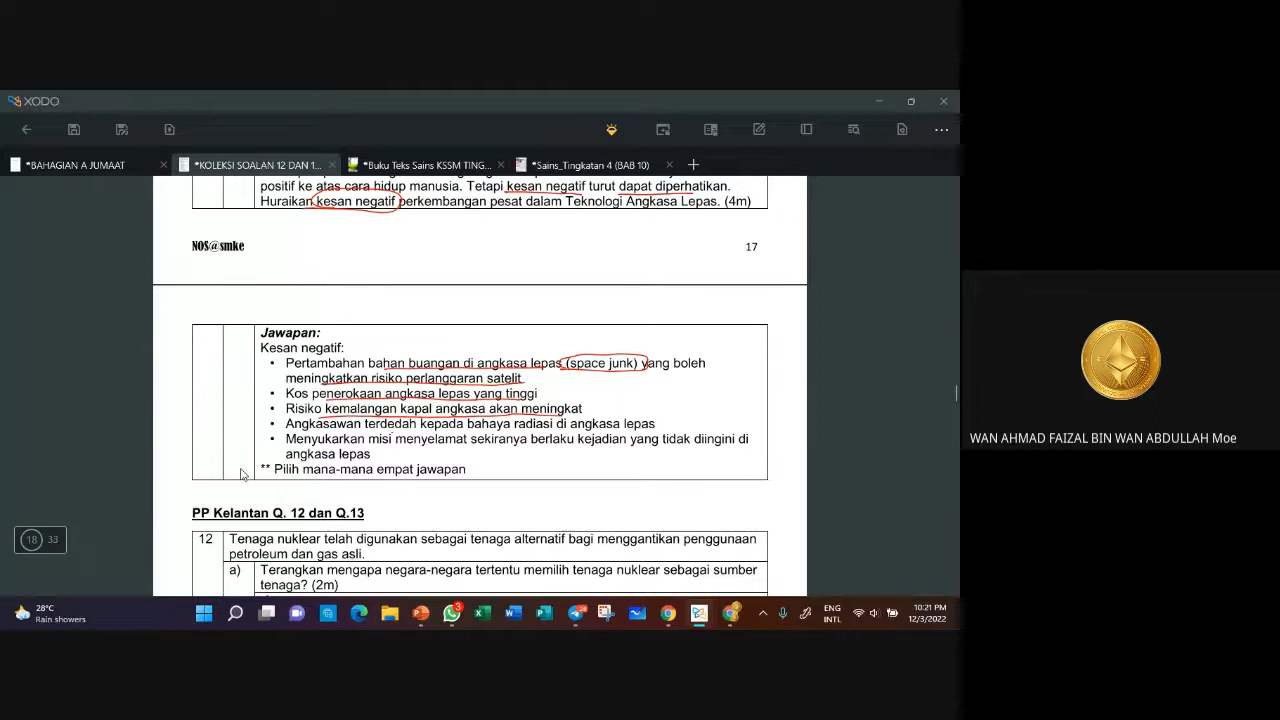 XODO
*BAHAGIAN A JUMAAT
*KOLEKSI SOALAN 12 DAN 1...
*Buku Teks Sains KSSM TING...
*Sains_Tingkatan 4 (BAB 10)
positif ke atas cara hidup manusia. Tetapi kesan negatif turut dapat diperhatikan.
Huraikan kesan negatif perkembangan pesat dalam Teknologi Angkasa Lepas. (4m)
NOS@smke
17
Jawapan:
Kesan negatif:
• Pertambahan bahan buangan di angkasa lepas (space junk) yang boleh
meningkatkan risiko perlanggaran satelit
• Kos penerokaan angkasa lepas yang tinggi
• Risiko kemalangan kapal angkasa akan meningkat
• Angkasawan terdedah kepada bahaya radiasi di angkasa lepas
• Menyukarkan misi menyelamat sekiranya berlaku kejadian yang tidak diingini di
angkasa lepas
** Pilih mana-mana empat jawapan
PP Kelantan Q. 12 dan Q.13
12 Tenaga nuklear telah digunakan sebagai tenaga alternatif bagi menggantikan penggunaan
petroleum dan gas asli.
a) Terangkan mengapa negara-negara tertentu memilih tenaga nuklear sebagai sumber
tenaga? (2m)
18 33
WAN AHMAD FAIZAL BIN WAN ABDULLAH Moe
28°C
Rain showers
3
ENG
INTL
10:21 PM
12/3/2022